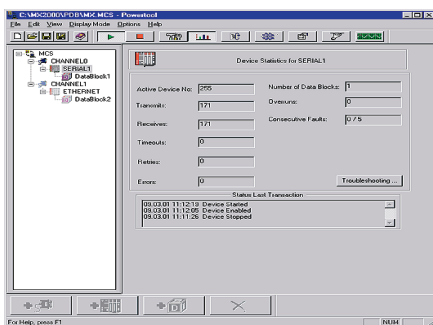 C:\MX2000\PDB\MX.MCS - Powertool
File Edit View Display Mode Options Help
MCS
CHANNEL0
SERIAL1
DataBlock1
CHANNEL1
ETHERNET
DataBlock2
Device Statistics for SERIAL1
Active Device No: 255
Number of Data Blocks: 1
Transmits: 171
Overuns: 0
Receives: 171
Consecutive Faults: 0 / 5
Timeouts: 0
Retries: 0
Errors: 0
Troubleshooting ...
Status Last Transaction
09.03.01 11:12:19 Device Started
09.03.01 11:12:05 Device Enabled
09.03.01 11:11:26 Device Stopped
For Help, press F1
NUM